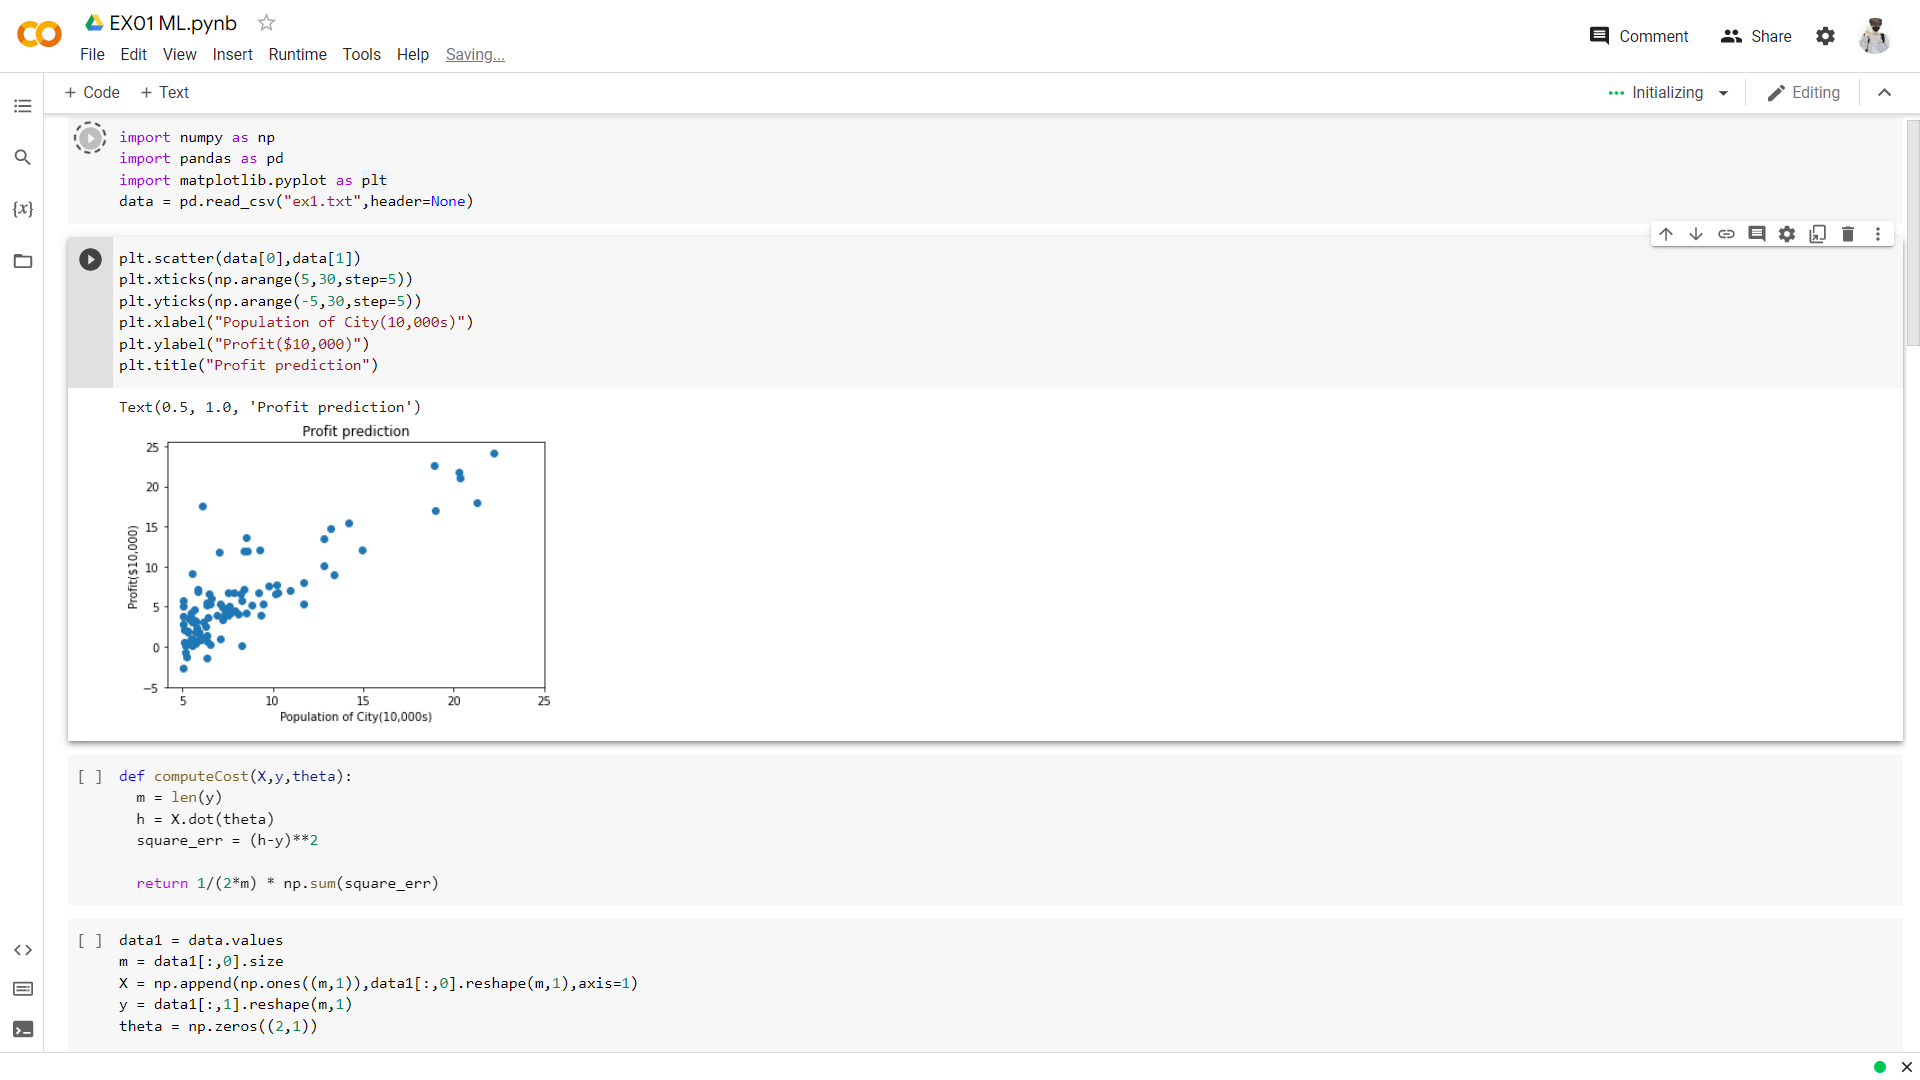 EX01 ML.pynb
File Edit View Insert Runtime Tools Help Saving...
Comment Share
+ Code + Text
Initializing Editing
import numpy as np
import pandas as pd
import matplotlib.pyplot as plt
data = pd.read_csv("ex1.txt",header=None)
plt.scatter(data[0],data[1])
plt.xticks(np.arange(5,30,step=5))
plt.yticks(np.arange(-5,30,step=5))
plt.xlabel("Population of City(10,000s)")
plt.ylabel("Profit($10,000)")
plt.title("Profit prediction")
Text(0.5, 1.0, 'Profit prediction')
Profit prediction
25
20
15
10
5
0
−5
Profit($10,000)
5 10 15 20 25
Population of City(10,000s)
[ ] def computeCost(X,y,theta):
m = len(y)
h = X.dot(theta)
square_err = (h-y)**2
return 1/(2*m) * np.sum(square_err)
[ ] data1 = data.values
m = data1[:,0].size
X = np.append(np.ones((m,1)),data1[:,0].reshape(m,1),axis=1)
y = data1[:,1].reshape(m,1)
theta = np.zeros((2,1))